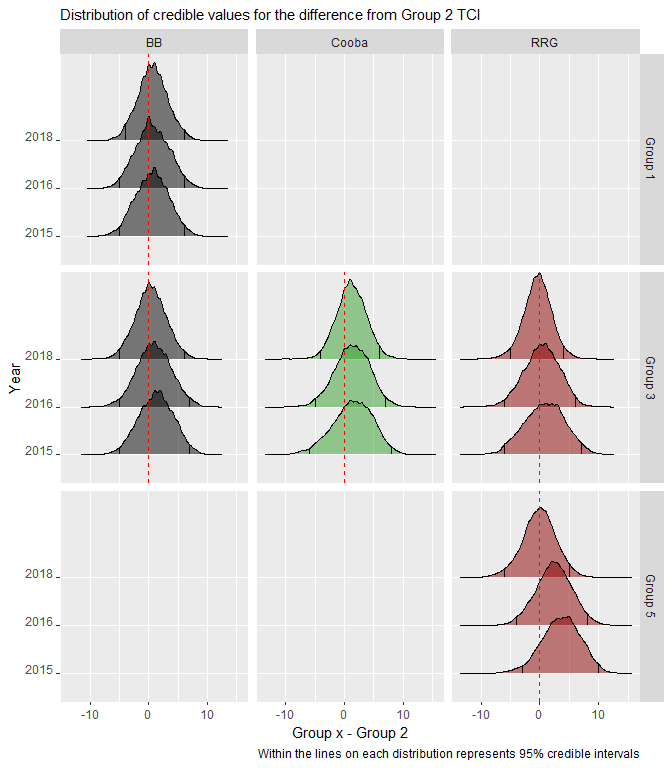 Distribution of credible values for the difference from Group 2 TCI
BB Cooba RRG
2018
2016
2015
Group 1
2018
2016
2015
Group 3
2018
2016
2015
Group 5
Year
-10 0 10 -10 0 10 -10 0 10
Group x - Group 2
Within the lines on each distribution represents 95% credible intervals